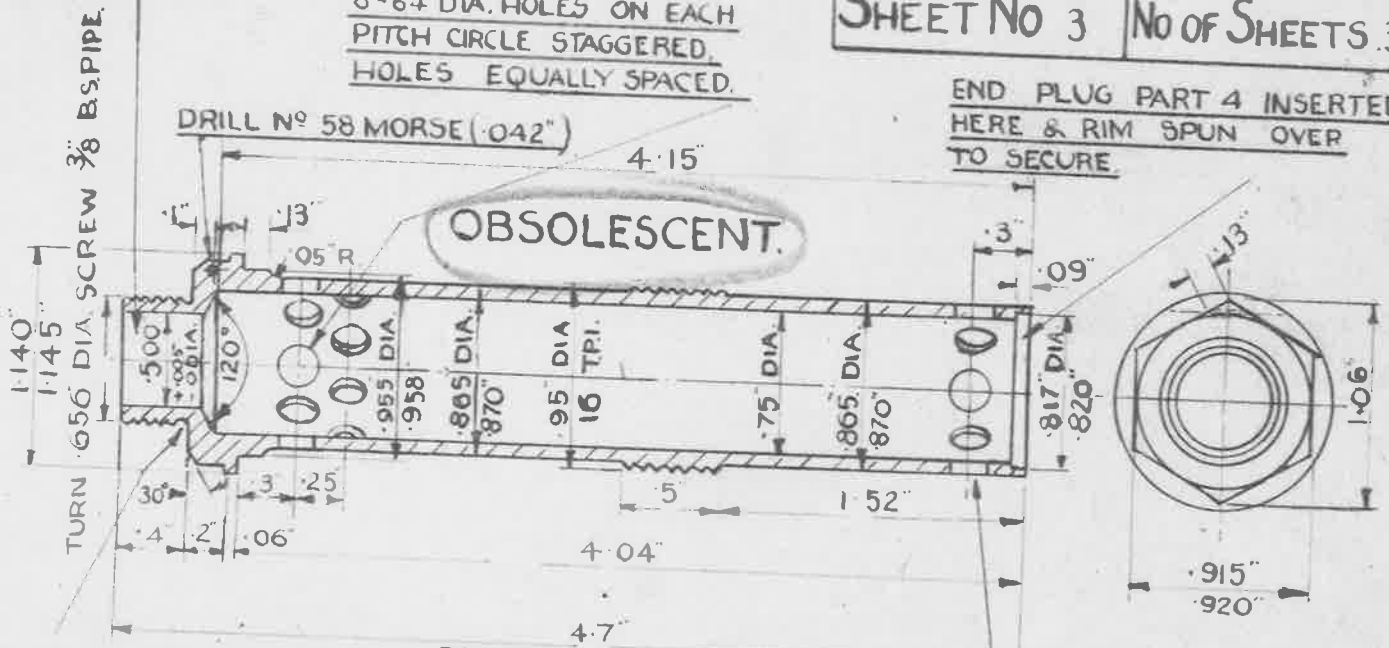 DIA. HOLES ON EACH
PITCH CIRCLE STAGGERED.
HOLES EQUALLY SPACED.
SHEET No 3
No OF SHEETS.
END PLUG PART 4 INSERTED
HERE & RIM SPUN OVER
TO SECURE.
TURN .656" DIA. SCREW 3/8" B.S.PIPE.
DRILL No 58 MORSE (.042")
4.15"
OBSOLESCENT.
.1"
.13"
.05" R
.3"
.09"
.13"
1.140"
1.145"
.500"
+.005"
-0 DIA.
120°
.955 DIA.
.958"
.865 DIA.
.870"
.95" DIA
16 T.P.I.
.75" DIA.
.865 DIA.
.870"
.817" DIA.
.820"
1.06"
30°
.3"
.25"
.5"
1.52"
.4"
.2"
.06"
4.04"
.915"
.920"
4.7"